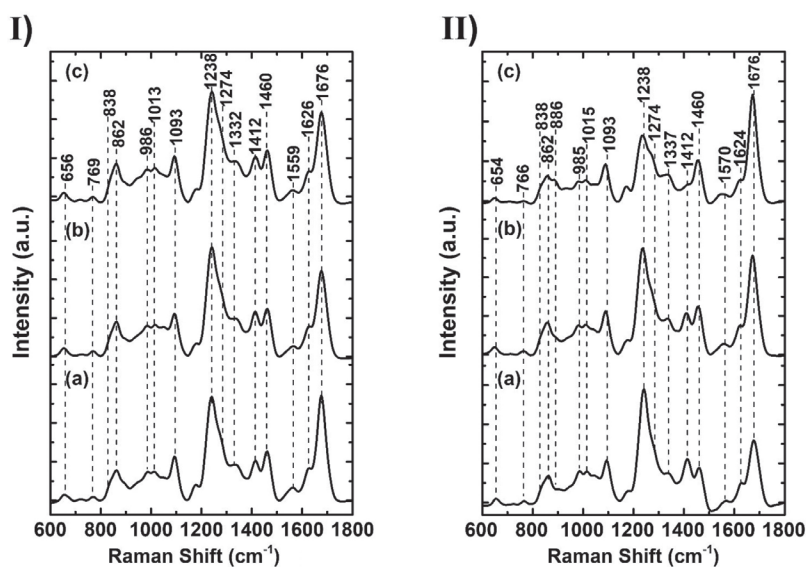 I)
(c)
838
862
986
1013
1093
1238
1274
1332
1412
1460
1559
1626
1676
656
769
(b)
(a)
Intensity (a.u.)
600 800 1000 1200 1400 1600 1800
Raman Shift (cm-1)
II)
(c)
838
862
886
985
1015
1093
1238
1274
1337
1412
1460
1570
1624
1676
654
766
(b)
(a)
Intensity (a.u.)
600 800 1000 1200 1400 1600 1800
Raman Shift (cm-1)